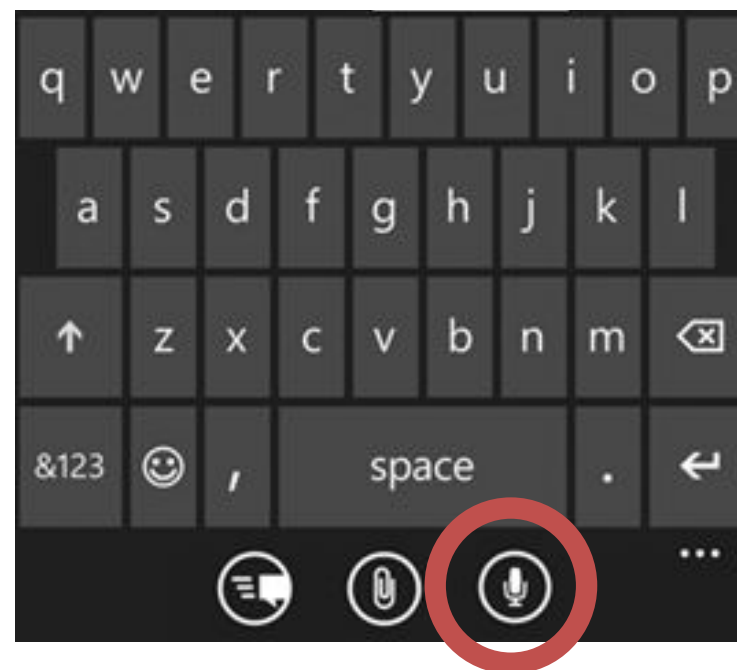 q w e r t y u i o p
a s d f g h j k l
z x c v b n m
&123 , space .